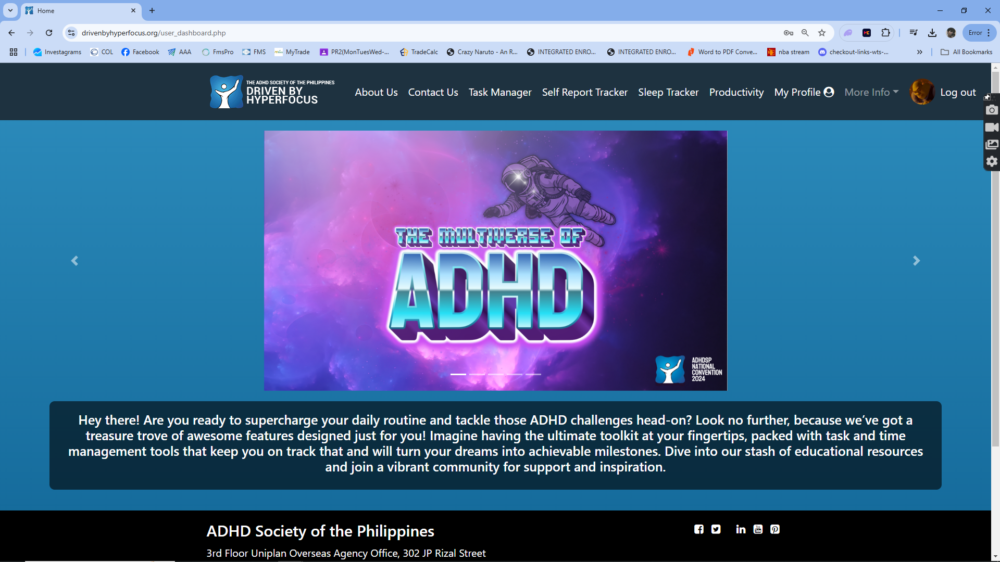 Home
drivenbyhyperfocus.org/user_dashboard.php
Error
Investagrams COL Facebook AAA FmsPro FMS MyTrade PR2(MonTuesWed-... TradeCalc Crazy Naruto - An R... INTEGRATED ENRO... INTEGRATED ENRO... Word to PDF Conve... nba stream checkout-links-wts-... All Bookmarks
THE ADHD SOCIETY OF THE PHILIPPINES
DRIVEN BY
HYPERFOCUS
About Us Contact Us Task Manager Self Report Tracker Sleep Tracker Productivity My Profile More Info Log out
THE MULTIVERSE OF
ADHD
ADHDSP
NATIONAL
CONVENTION
2024
Hey there! Are you ready to supercharge your daily routine and tackle those ADHD challenges head-on? Look no further, because we’ve got a
treasure trove of awesome features designed just for you! Imagine having the ultimate toolkit at your fingertips, packed with task and time
management tools that keep you on track that and will turn your dreams into achievable milestones. Dive into our stash of educational resources
and join a vibrant community for support and inspiration.
ADHD Society of the Philippines
3rd Floor Uniplan Overseas Agency Office, 302 JP Rizal Street